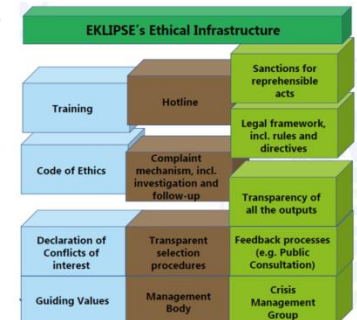 EKLIPSE´s Ethical Infrastructure
Training
Hotline
Sanctions for
reprehensible
acts
Code of Ethics
Complaint
mechanism, incl.
investigation and
follow-up
Legal framework,
incl. rules and
directives
Transparency of
all the outputs
Declaration of
Conflicts of
interest
Transparent
selection
procedures
Feedback processes
(e.g. Public
Consultation)
Guiding Values
Management
Body
Crisis
Management
Group